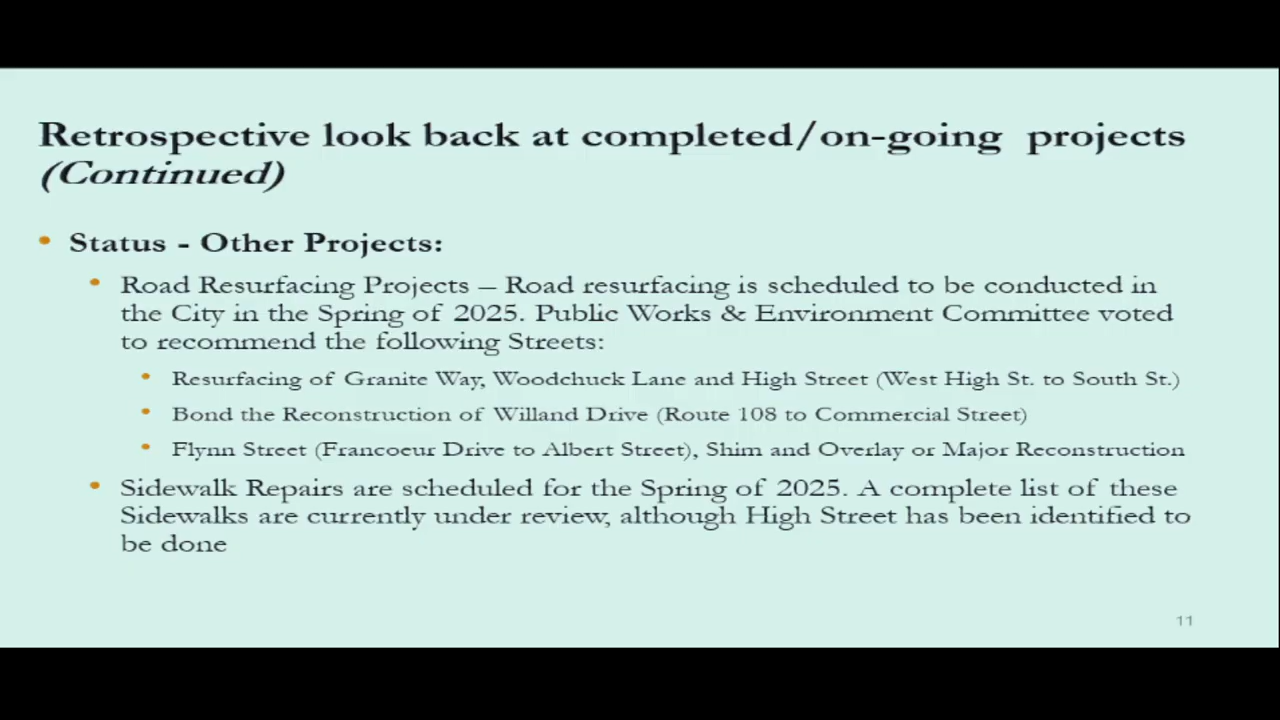 Retrospective look back at completed/on-going projects
(Continued)
• Status - Other Projects:
• Road Resurfacing Projects – Road resurfacing is scheduled to be conducted in
the City in the Spring of 2025. Public Works & Environment Committee voted
to recommend the following Streets:
• Resurfacing of Granite Way, Woodchuck Lane and High Street (West High St. to South St.)
• Bond the Reconstruction of Willand Drive (Route 108 to Commercial Street)
• Flynn Street (Francoeur Drive to Albert Street), Shim and Overlay or Major Reconstruction
• Sidewalk Repairs are scheduled for the Spring of 2025. A complete list of these
Sidewalks are currently under review, although High Street has been identified to
be done
11